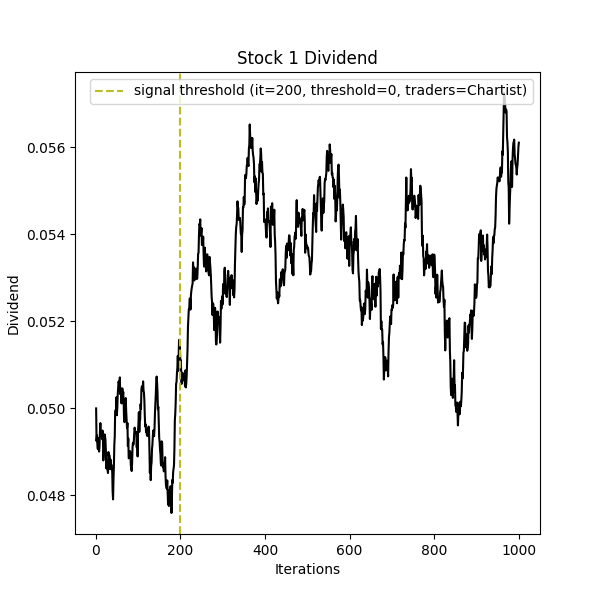 Stock 1 Dividend
signal threshold (it=200, threshold=0, traders=Chartist)
0.056
0.054
0.052
0.050
0.048
Dividend
0 200 400 600 800 1000
Iterations